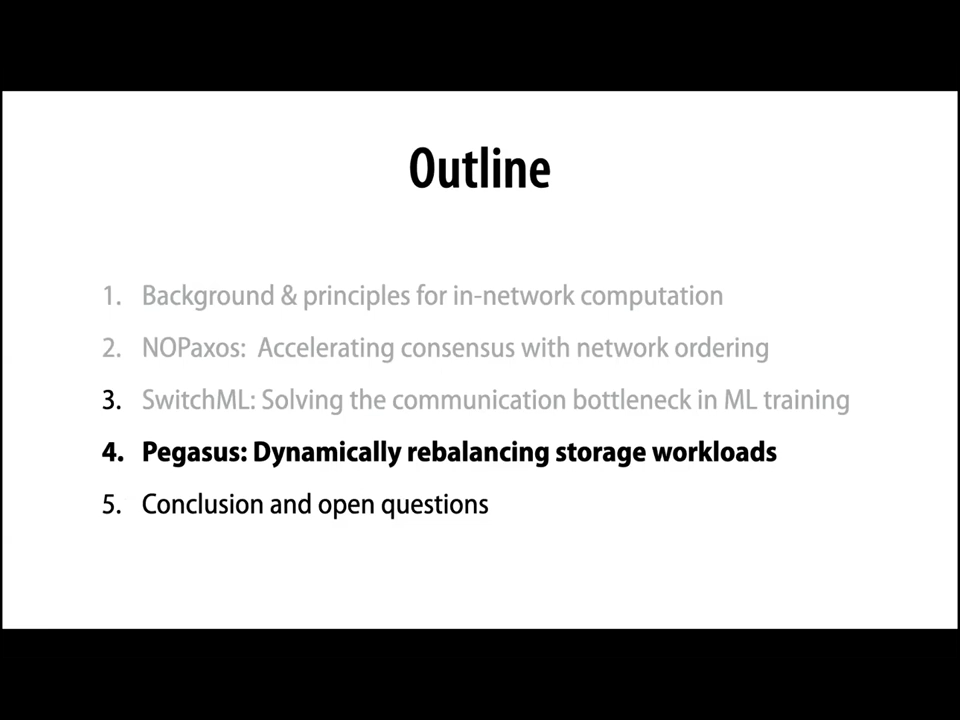 Outline
1. Background & principles for in-network computation
2. NOPaxos: Accelerating consensus with network ordering
3. SwitchML: Solving the communication bottleneck in ML training
4. Pegasus: Dynamically rebalancing storage workloads
5. Conclusion and open questions